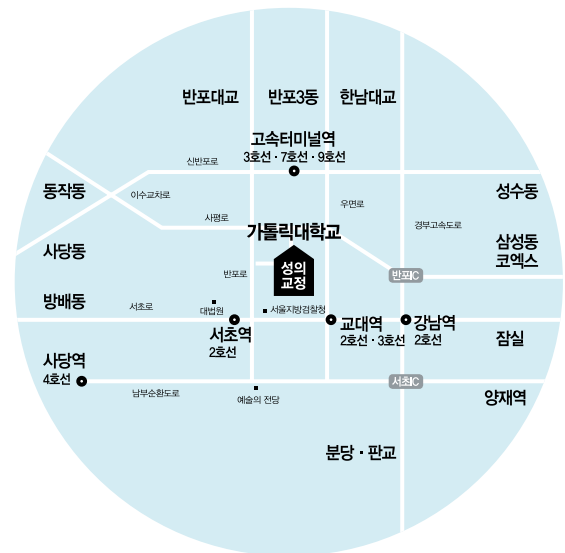 반포대교
반포3동
한남대교
고속터미널역
3호선 · 7호선 · 9호선
신반포로
동작동
이수교차로
성수동
우면로
사평로
경부고속도로
가톨릭대학교
사당동
삼성동
코엑스
성의
교정
반포로
반포IC
방배동
서초로
대법원
서울지방검찰청
서초역
2호선
교대역
2호선 · 3호선
강남역
2호선
잠실
사당역
4호선
서초IC
남부순환도로
예술의 전당
양재역
분당 · 판교